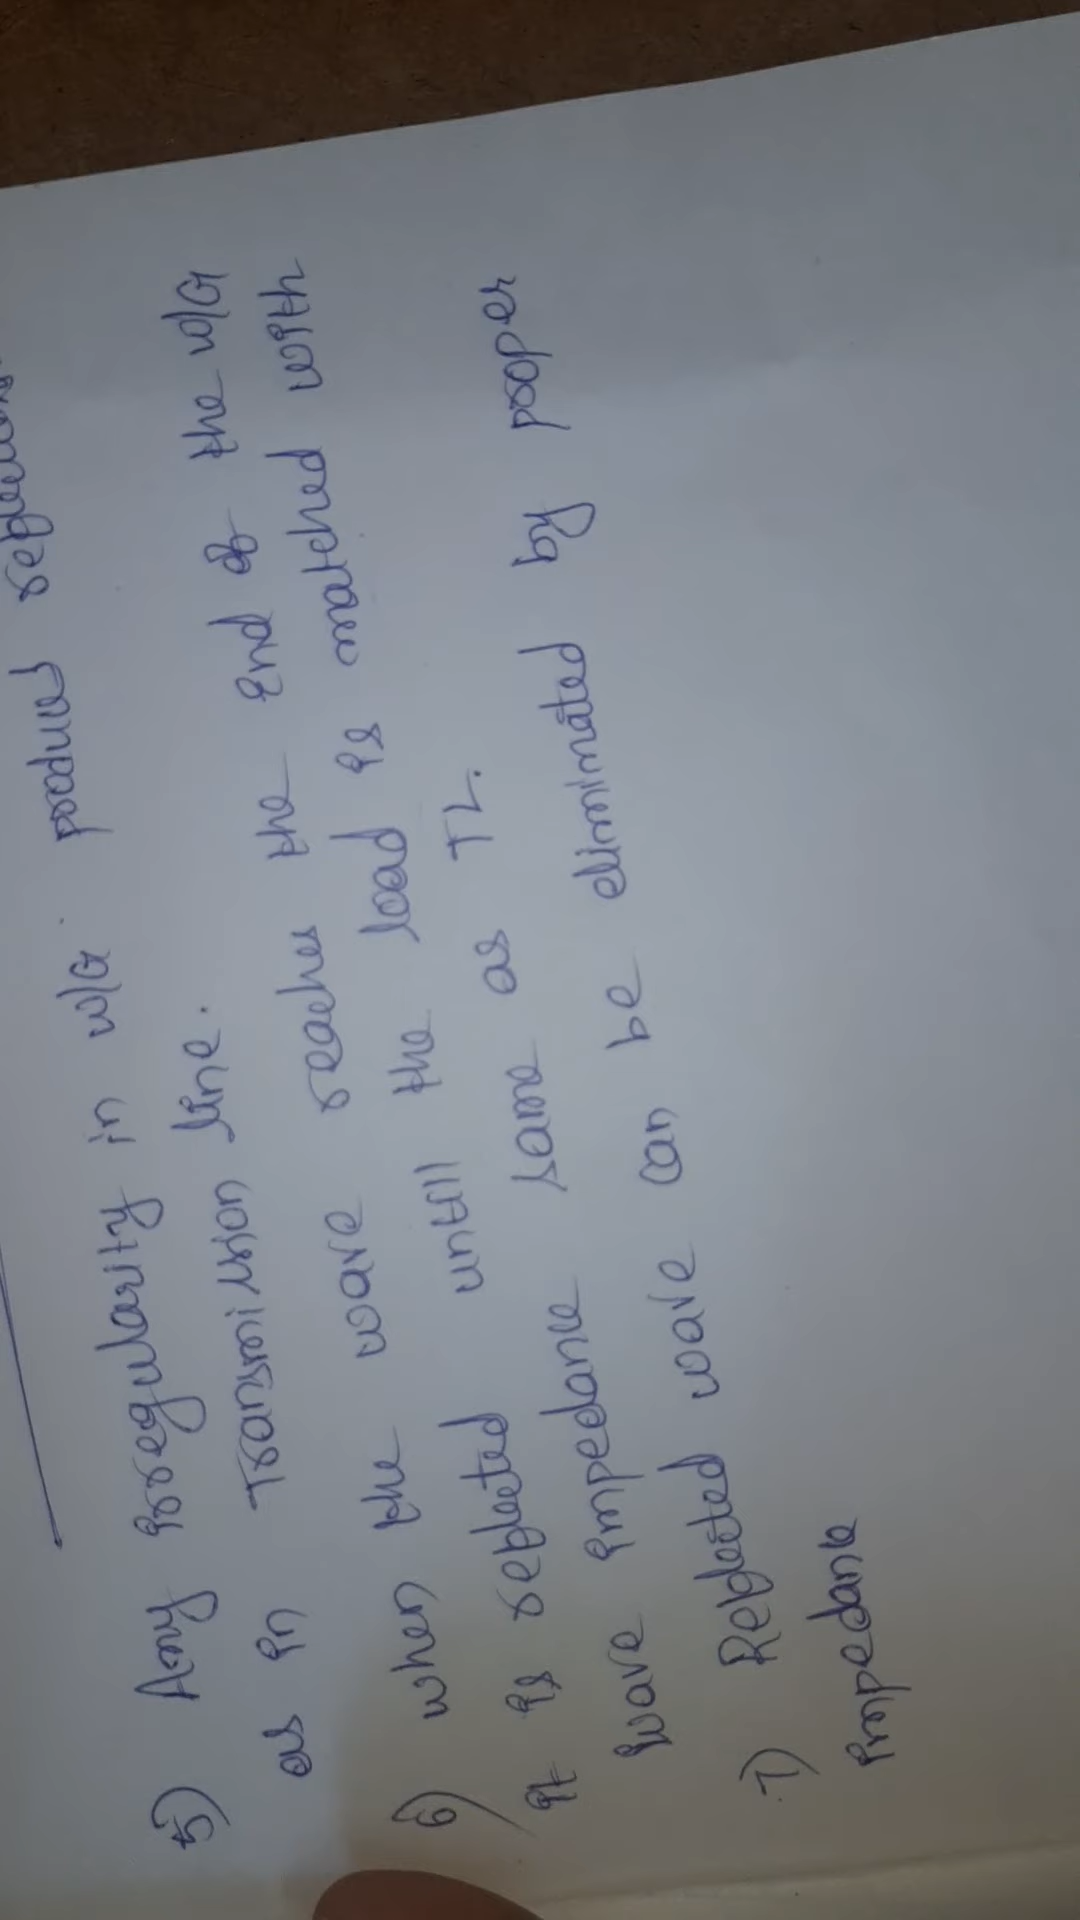 5) Any irregularity in w/G produces reflection
as in Transmission line.
6) when the wave reaches the end of the w/G
it is reflected untill the load is matched with
wave impedance same as TL.
7) Reflected wave can be eliminated by proper
impedance